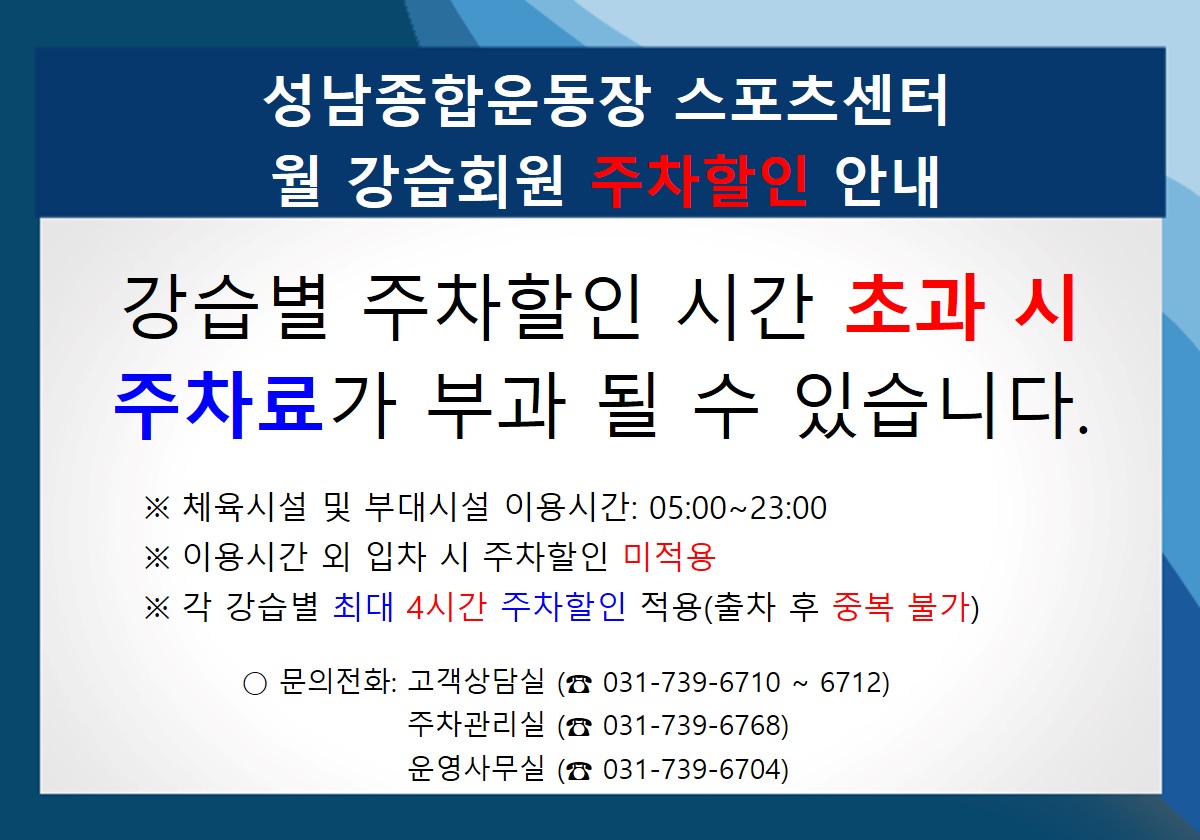 성남종합운동장 스포츠센터
월 강습회원 주차할인 안내
강습별 주차할인 시간 초과 시
주차료가 부과 될 수 있습니다.
※ 체육시설 및 부대시설 이용시간: 05:00~23:00
※ 이용시간 외 입차 시 주차할인 미적용
※ 각 강습별 최대 4시간 주차할인 적용(출차 후 중복 불가)
○ 문의전화: 고객상담실 (☎ 031-739-6710 ~ 6712)
주차관리실 (☎ 031-739-6768)
운영사무실 (☎ 031-739-6704)